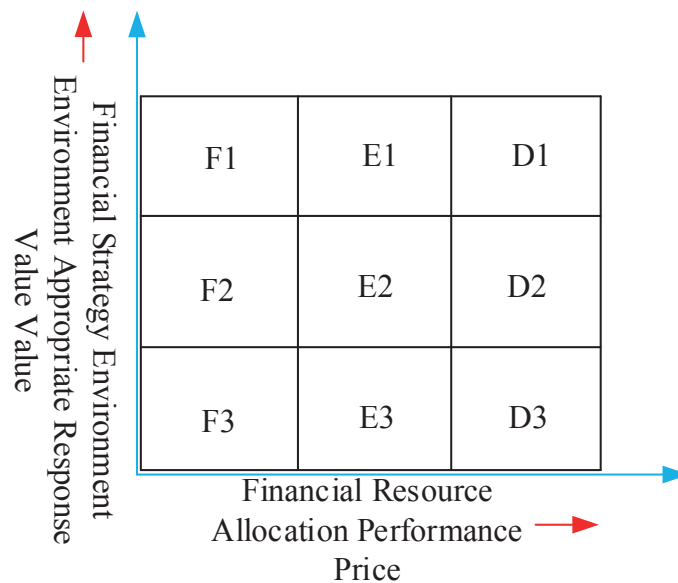 Financial Strategy Environment
Environment Appropriate Response
Value Value
F1 E1 D1
F2 E2 D2
F3 E3 D3
Financial Resource
Allocation Performance
Price